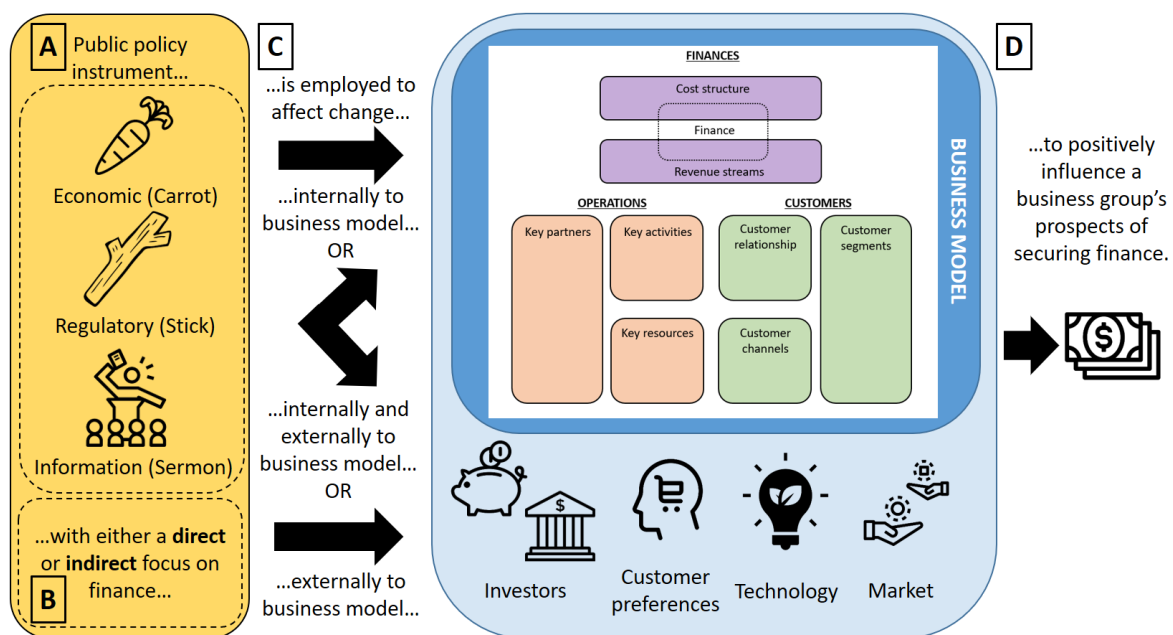 A
Public policy
instrument...
Economic (Carrot)
Regulatory (Stick)
Information (Sermon)
...with either a direct
or indirect focus on
finance...
B
C
...is employed to
affect change...
...internally to
business model...
OR
...internally and
externally to
business model...
OR
...externally to
business model...
FINANCES
Cost structure
Finance
Revenue streams
OPERATIONS
Key partners
Key activities
Key resources
CUSTOMERS
Customer
relationship
Customer
segments
Customer
channels
BUSINESS MODEL
$
Investors
Customer
preferences
Technology
Market
D
...to positively
influence a
business group’s
prospects of
securing finance.
$